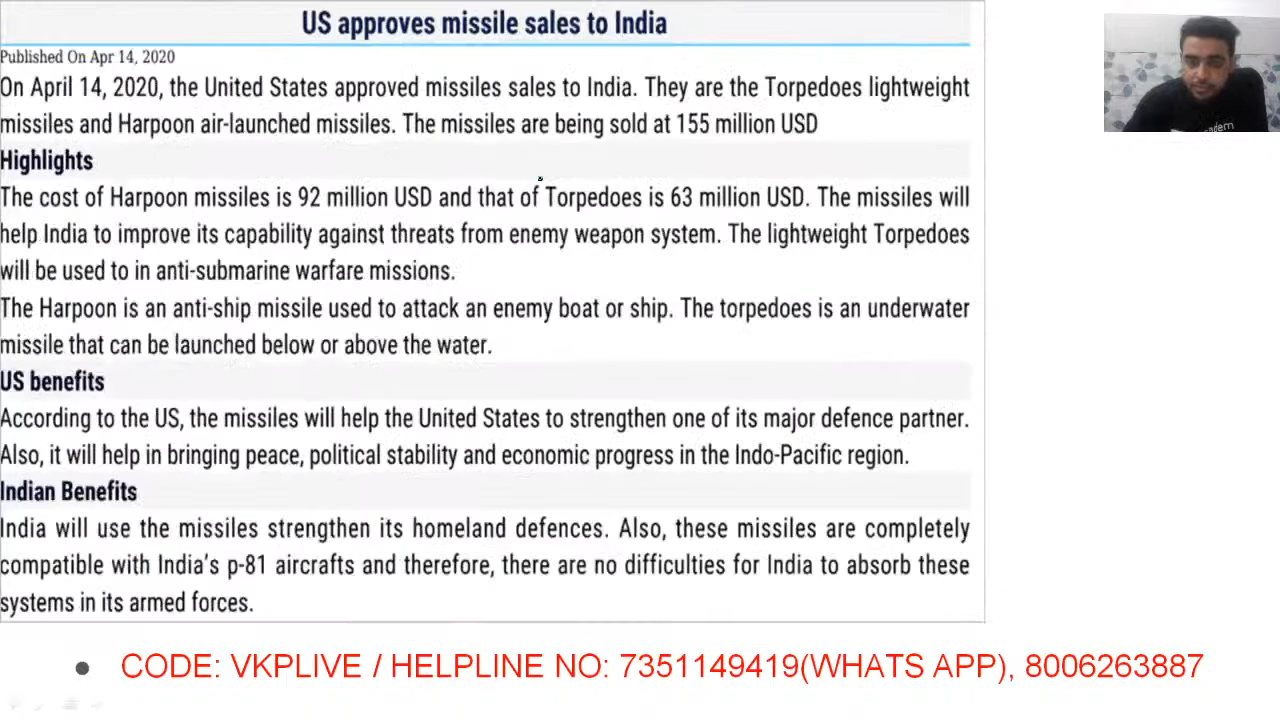 US approves missile sales to India
Published On Apr 14, 2020
On April 14, 2020, the United States approved missiles sales to India. They are the Torpedoes lightweight
missiles and Harpoon air-launched missiles. The missiles are being sold at 155 million USD
Highlights
The cost of Harpoon missiles is 92 million USD and that of Torpedoes is 63 million USD. The missiles will
help India to improve its capability against threats from enemy weapon system. The lightweight Torpedoes
will be used to in anti-submarine warfare missions.
The Harpoon is an anti-ship missile used to attack an enemy boat or ship. The torpedoes is an underwater
missile that can be launched below or above the water.
US benefits
According to the US, the missiles will help the United States to strengthen one of its major defence partner.
Also, it will help in bringing peace, political stability and economic progress in the Indo-Pacific region.
Indian Benefits
India will use the missiles strengthen its homeland defences. Also, these missiles are completely
compatible with India's p-81 aircrafts and therefore, there are no difficulties for India to absorb these
systems in its armed forces.
● CODE: VKPLIVE / HELPLINE NO: 7351149419(WHATS APP), 8006263887